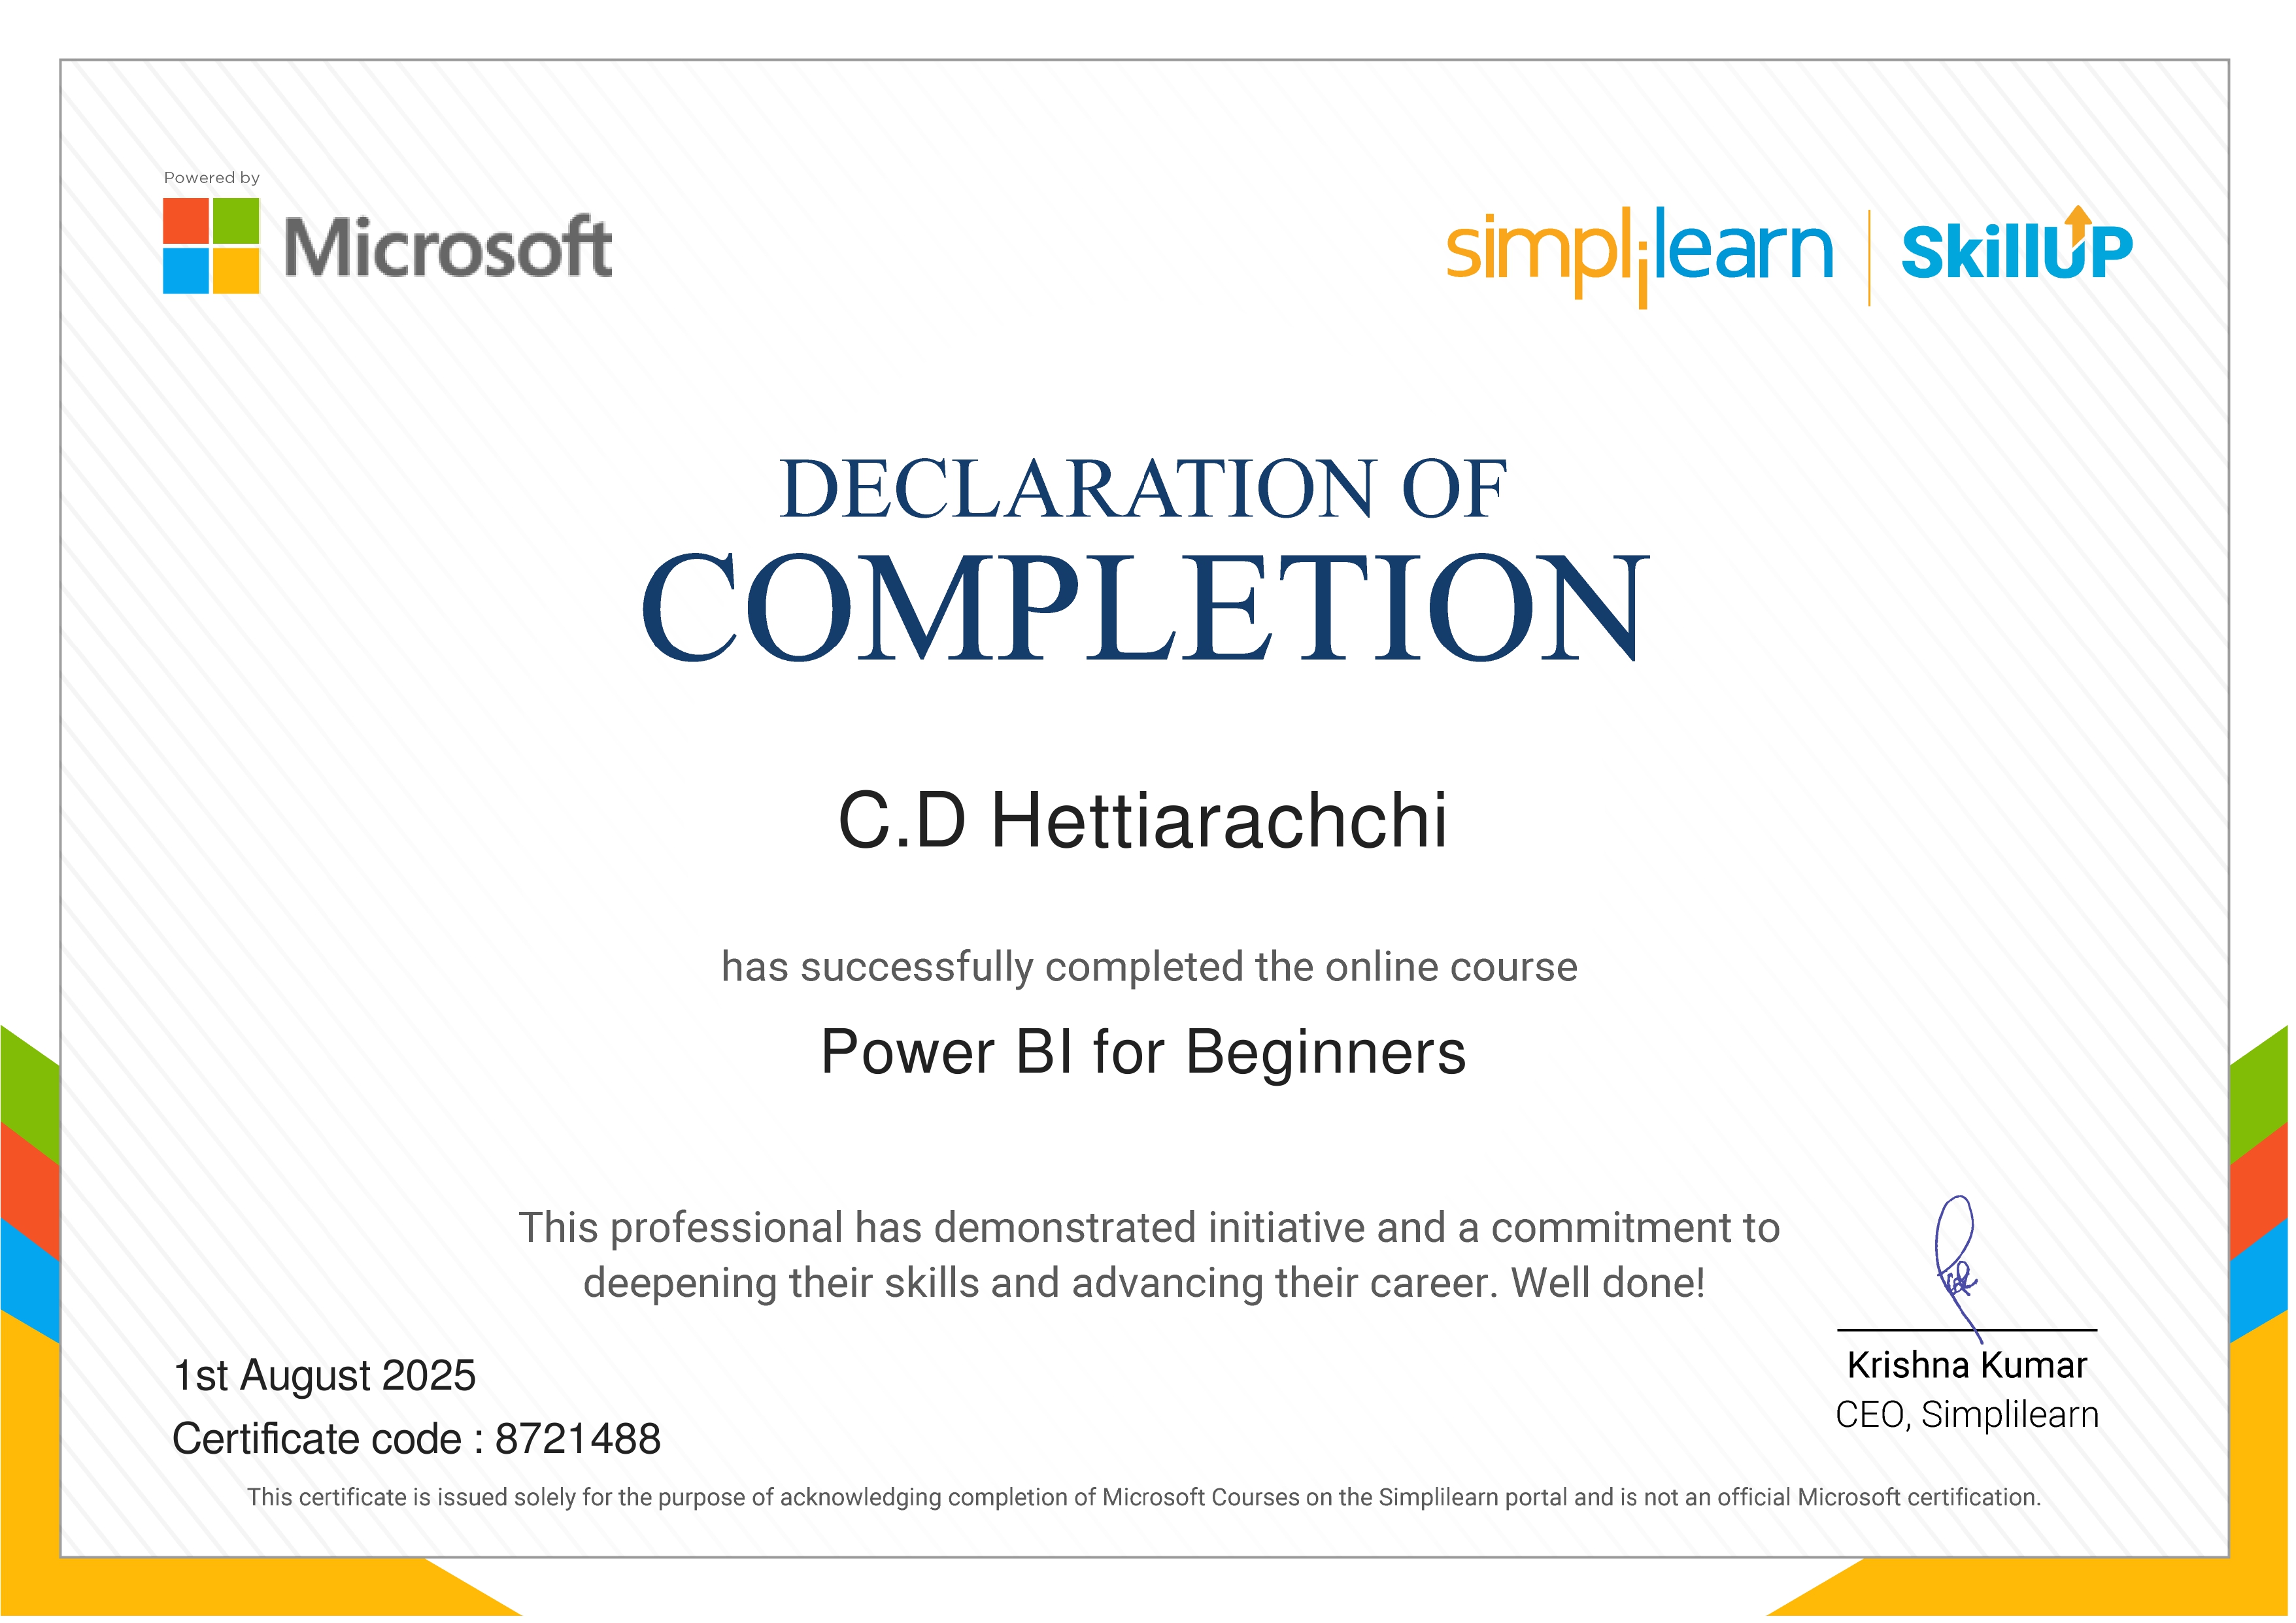 Powered by
Microsoft
simplilearn | SkillUP
DECLARATION OF
COMPLETION
C.D Hettiarachchi
has successfully completed the online course
Power BI for Beginners
This professional has demonstrated initiative and a commitment to
deepening their skills and advancing their career. Well done!
1st August 2025
Certificate code : 8721488
Krishna Kumar
CEO, Simplilearn
This certificate is issued solely for the purpose of acknowledging completion of Microsoft Courses on the Simplilearn portal and is not an official Microsoft certification.